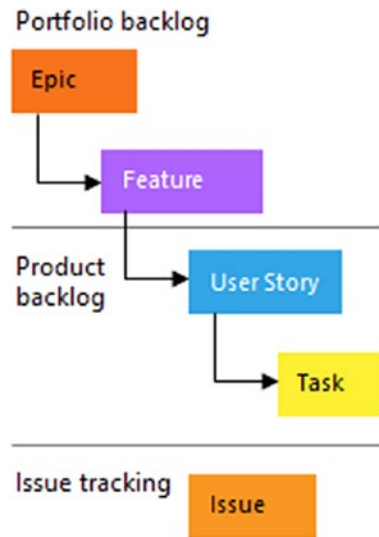 Portfolio backlog
Epic
Feature
Product
backlog
User Story
Task
Issue tracking
Issue